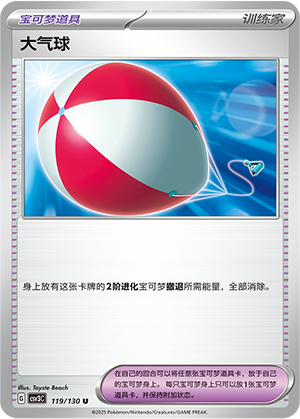 宝可梦道具
训练家
大气球
身上放有这张卡牌的2阶进化宝可梦撤退所需能量，全部消除。
Illus. Toyste Beach
G CSV3C 119/130 U
在自己的回合可以将任意张宝可梦道具卡，放于自己
的宝可梦身上。每只宝可梦身上只可以放1张宝可梦
道具卡，并保持附加状态。
©2025 Pokémon/Nintendo/Creatures/GAME FREAK.